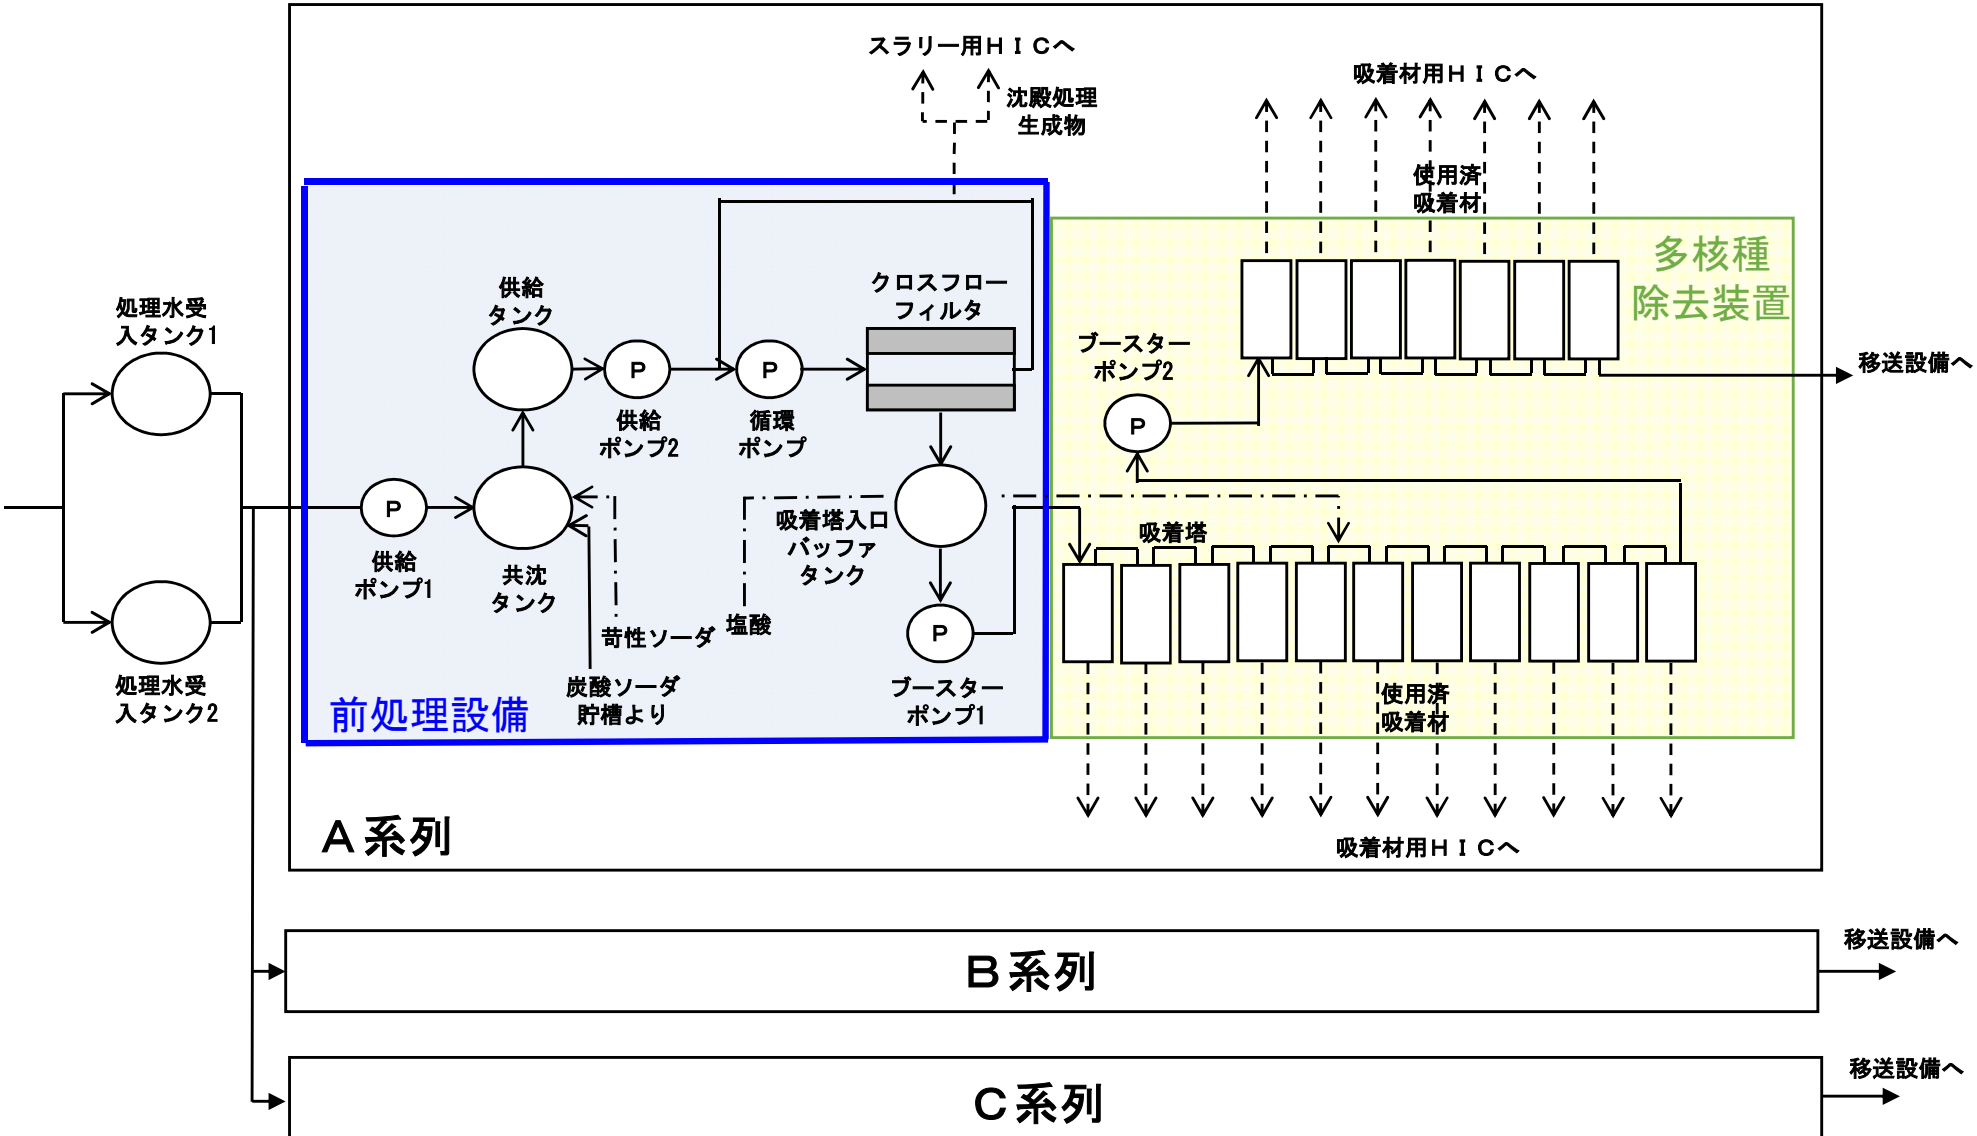 スラリー用ＨＩＣへ
沈殿処理
生成物
吸着材用ＨＩＣへ
使用済
吸着材
多核種
除去装置
処理水受
入タンク1
供給
タンク
クロスフロー
フィルタ
ブースター
ポンプ2
移送設備へ
P
P
P
供給
ポンプ2
循環
ポンプ
P
供給
ポンプ1
共沈
タンク
吸着塔入口
バッファ
タンク
吸着塔
苛性ソーダ
塩酸
P
炭酸ソーダ
貯槽より
ブースター
ポンプ1
使用済
吸着材
処理水受
入タンク2
前処理設備
Ａ系列
吸着材用ＨＩＣへ
Ｂ系列
移送設備へ
Ｃ系列
移送設備へ
P